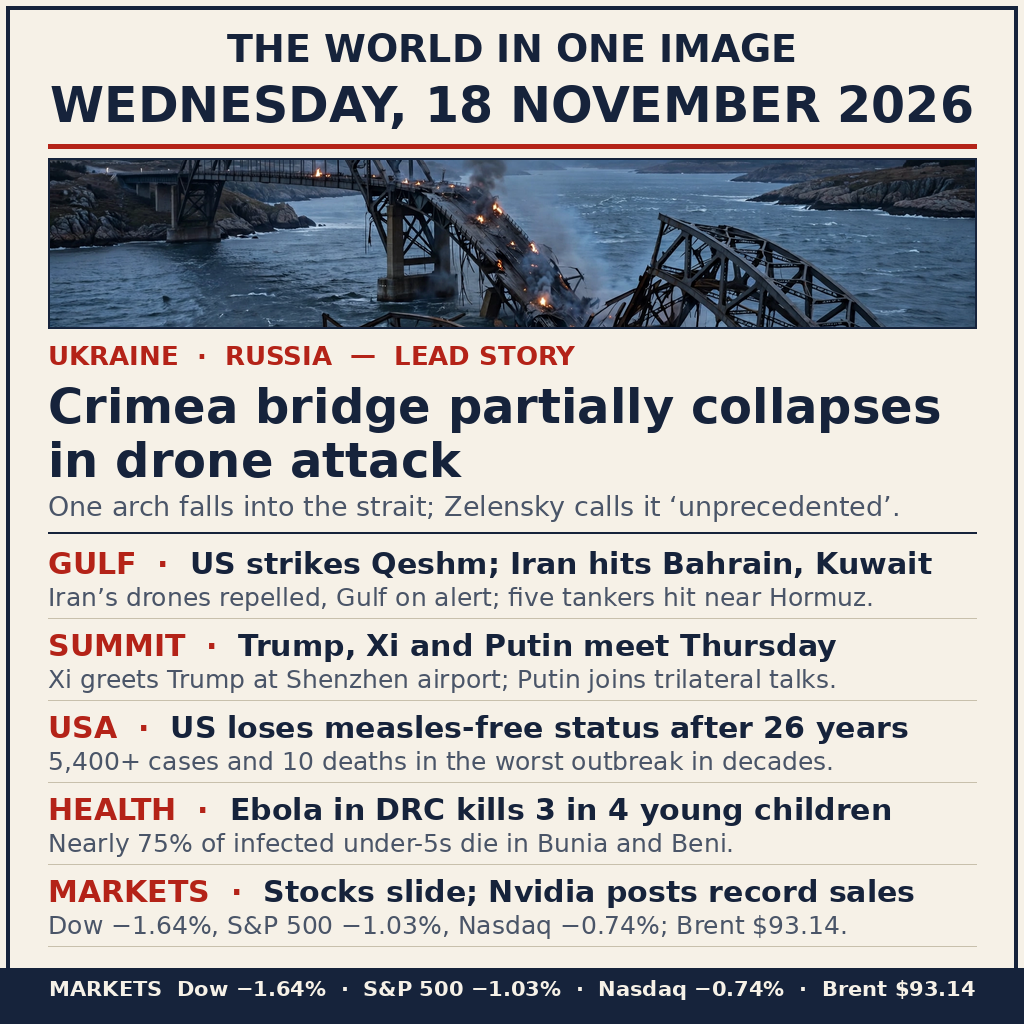 THE WORLD IN ONE IMAGE
WEDNESDAY, 18 NOVEMBER 2026
UKRAINE · RUSSIA — LEAD STORY
Crimea bridge partially collapses
in drone attack
One arch falls into the strait; Zelensky calls it ‘unprecedented’.
GULF · US strikes Qeshm; Iran hits Bahrain, Kuwait
Iran’s drones repelled, Gulf on alert; five tankers hit near Hormuz.
SUMMIT · Trump, Xi and Putin meet Thursday
Xi greets Trump at Shenzhen airport; Putin joins trilateral talks.
USA · US loses measles-free status after 26 years
5,400+ cases and 10 deaths in the worst outbreak in decades.
HEALTH · Ebola in DRC kills 3 in 4 young children
Nearly 75% of infected under-5s die in Bunia and Beni.
MARKETS · Stocks slide; Nvidia posts record sales
Dow −1.64%, S&P 500 −1.03%, Nasdaq −0.74%; Brent $93.14.
MARKETS Dow −1.64% · S&P 500 −1.03% · Nasdaq −0.74% · Brent $93.14